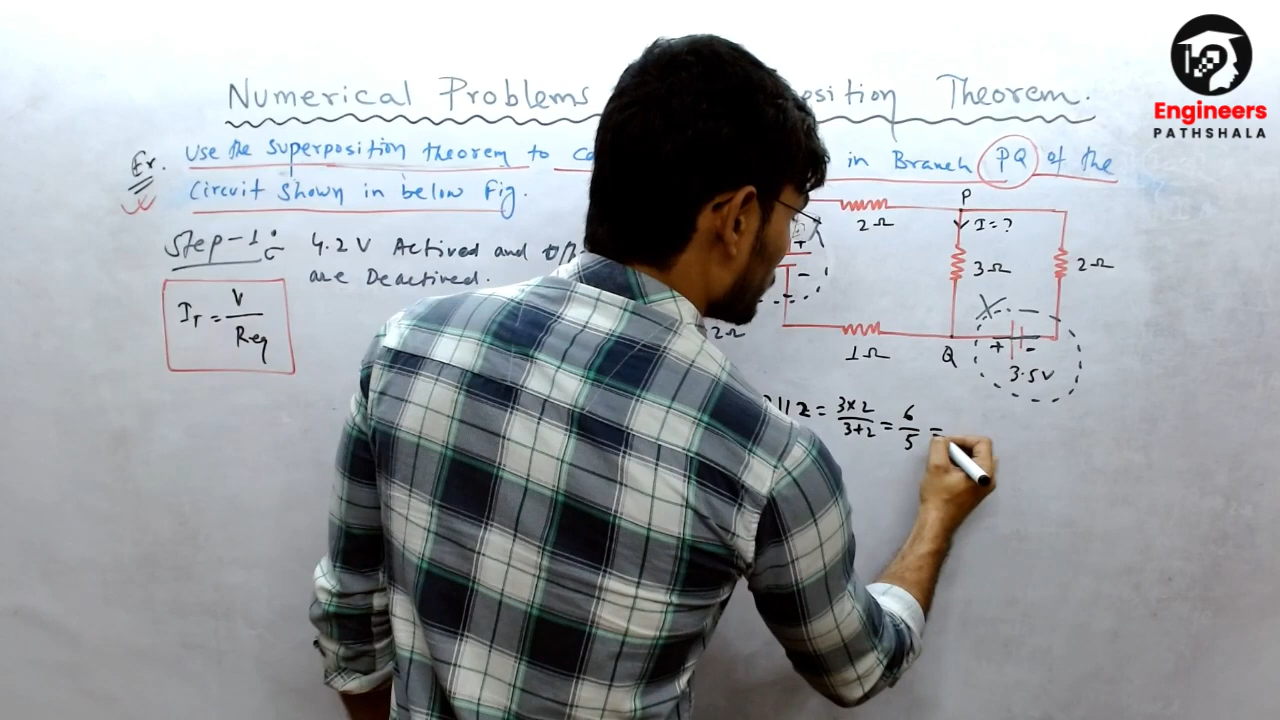 Engineers
PATHSHALA
Numerical Problems osition Theorem.
Ex. Use the superposition theorem to in Branch PQ of the
Circuit Shown in below Fig.
Step-1:- 4.2 V Actived and
are Deactived.
I_T = V / Req
2Ω
P
I = ?
3Ω
2Ω
+
-
2Ω
1Ω
Q
+ -
3.5V
|| 2 = 3×2 / 3+2 = 6 / 5 =